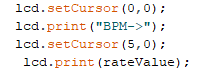 lcd.setCursor(0,0);
lcd.print("BPM->");
lcd.setCursor(5,0);
lcd.print(rateValue);